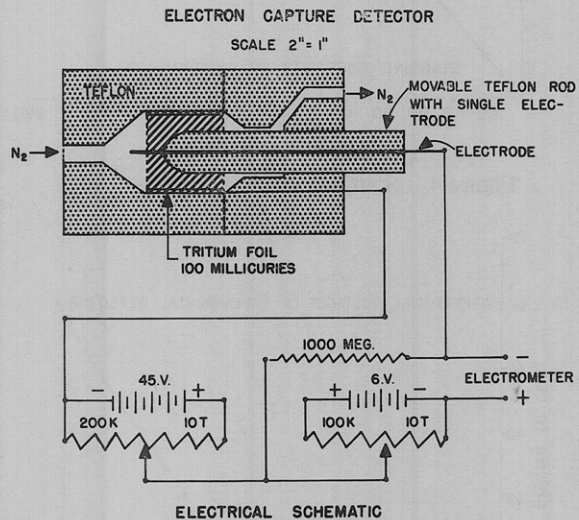 ELECTRON CAPTURE DETECTOR
SCALE 2"= 1"
TEFLON
N2
N2
MOVABLE TEFLON ROD
WITH SINGLE ELEC-
TRODE
ELECTRODE
TRITIUM FOIL
100 MILLICURIES
1000 MEG.
−
ELECTROMETER
+
− 45.V. +
200K 10T
+ 6.V. −
100K 10T
ELECTRICAL SCHEMATIC